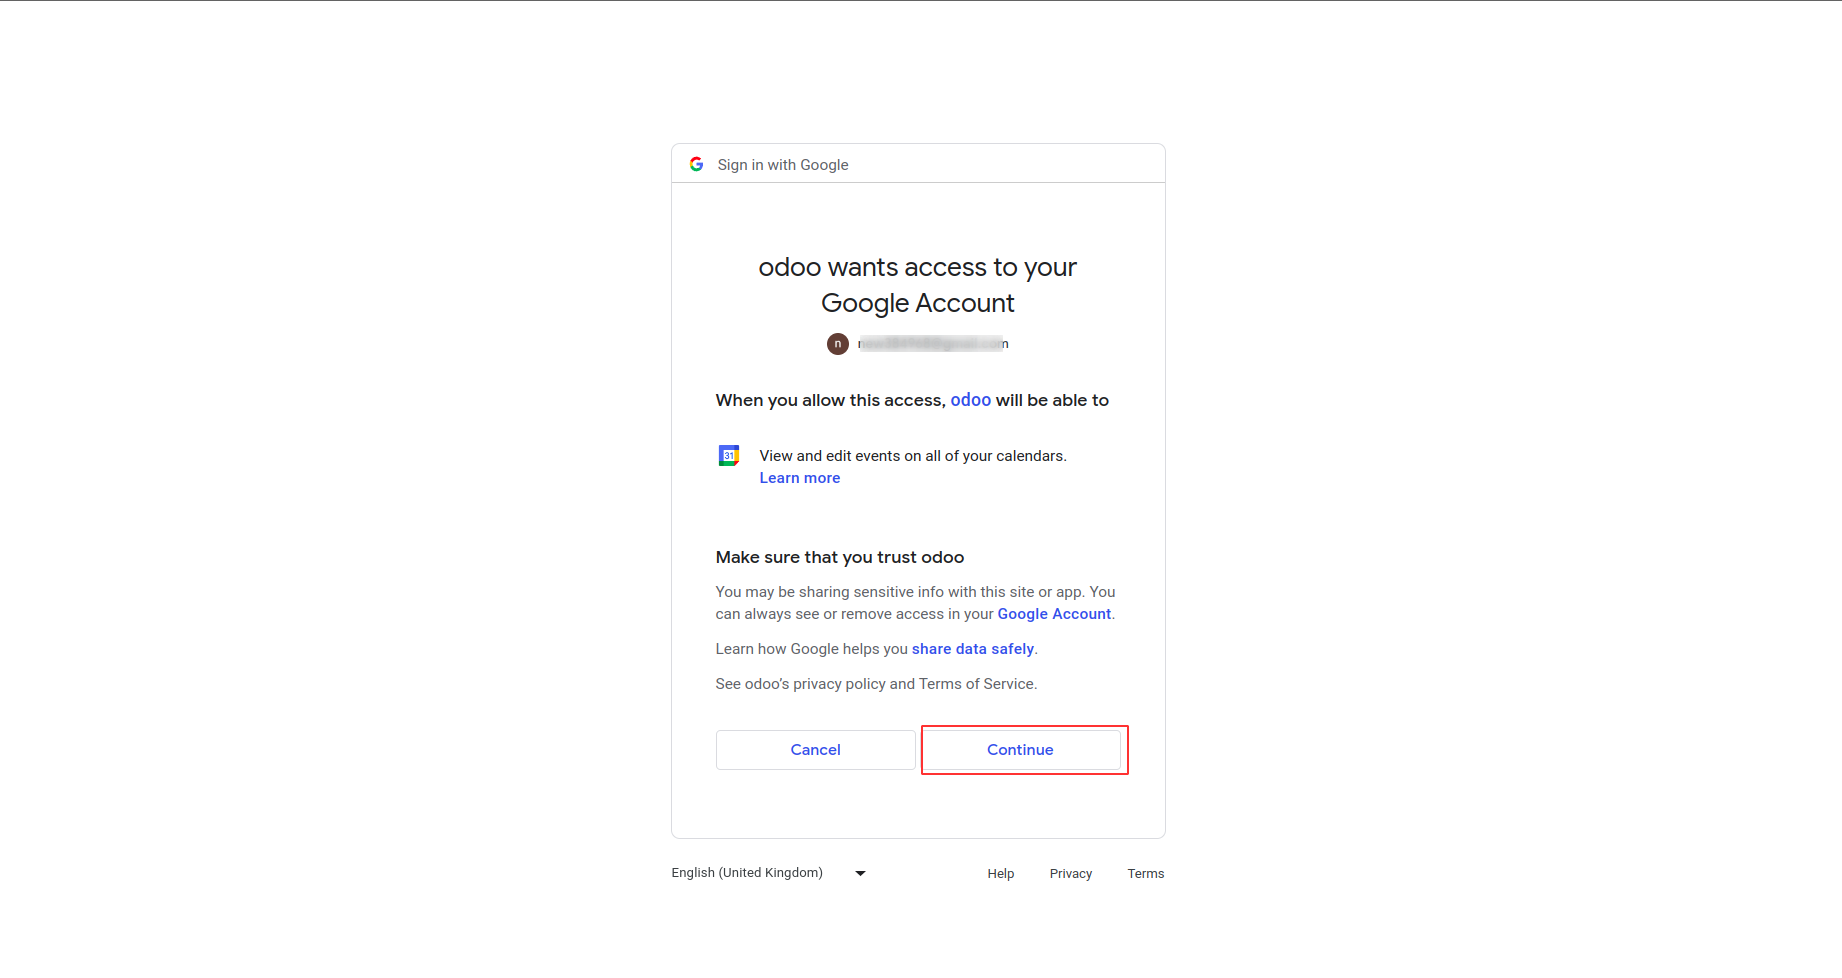 Sign in with Google
odoo wants access to your
Google Account
n
When you allow this access, odoo will be able to
31
View and edit events on all of your calendars.
Learn more
Make sure that you trust odoo
You may be sharing sensitive info with this site or app. You
can always see or remove access in your Google Account.
Learn how Google helps you share data safely.
See odoo’s privacy policy and Terms of Service.
Cancel
Continue
English (United Kingdom)
Help
Privacy
Terms